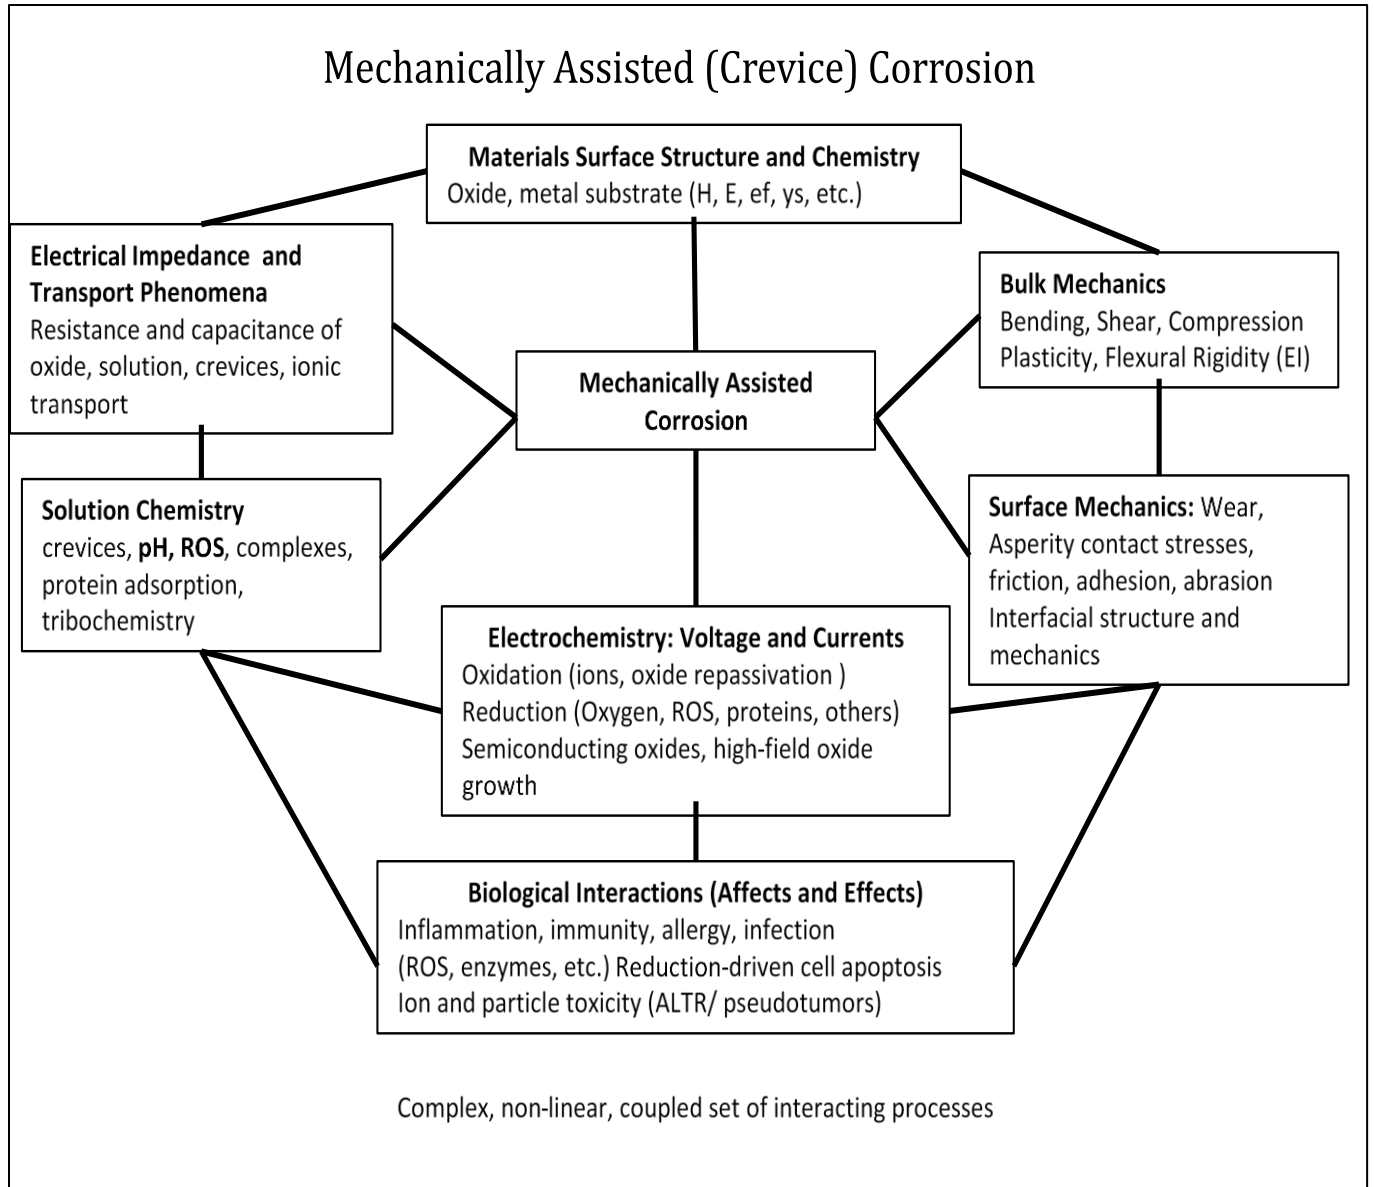 Mechanically Assisted (Crevice) Corrosion
Materials Surface Structure and Chemistry
Oxide, metal substrate (H, E, ef, ys, etc.)
Electrical Impedance and
Transport Phenomena
Resistance and capacitance of
oxide, solution, crevices, ionic
transport
Bulk Mechanics
Bending, Shear, Compression
Plasticity, Flexural Rigidity (EI)
Mechanically Assisted
Corrosion
Solution Chemistry
crevices, pH, ROS, complexes,
protein adsorption,
tribochemistry
Surface Mechanics: Wear,
Asperity contact stresses,
friction, adhesion, abrasion
Interfacial structure and
mechanics
Electrochemistry: Voltage and Currents
Oxidation (ions, oxide repassivation )
Reduction (Oxygen, ROS, proteins, others)
Semiconducting oxides, high-field oxide
growth
Biological Interactions (Affects and Effects)
Inflammation, immunity, allergy, infection
(ROS, enzymes, etc.) Reduction-driven cell apoptosis
Ion and particle toxicity (ALTR/ pseudotumors)
Complex, non-linear, coupled set of interacting processes